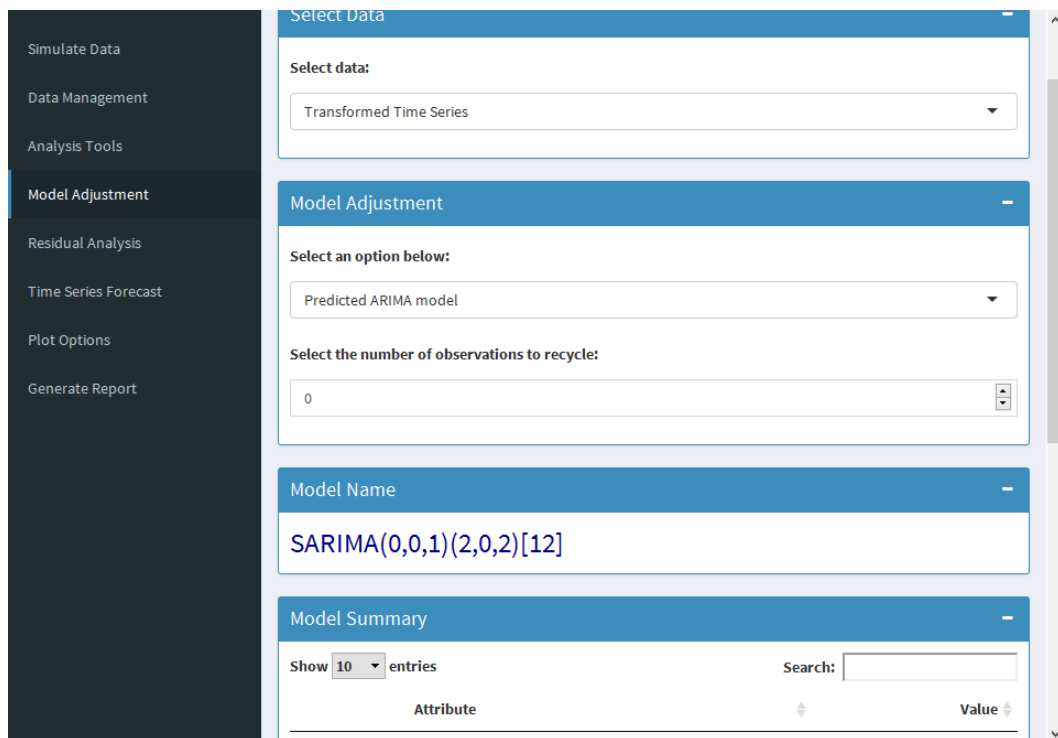 Simulate Data
Data Management
Analysis Tools
Model Adjustment
Residual Analysis
Time Series Forecast
Plot Options
Generate Report
Select Data
Select data:
Transformed Time Series
Model Adjustment
Select an option below:
Predicted ARIMA model
Select the number of observations to recycle:
0
Model Name
SARIMA(0,0,1)(2,0,2)[12]
Model Summary
Show 10 entries Search:
Attribute Value